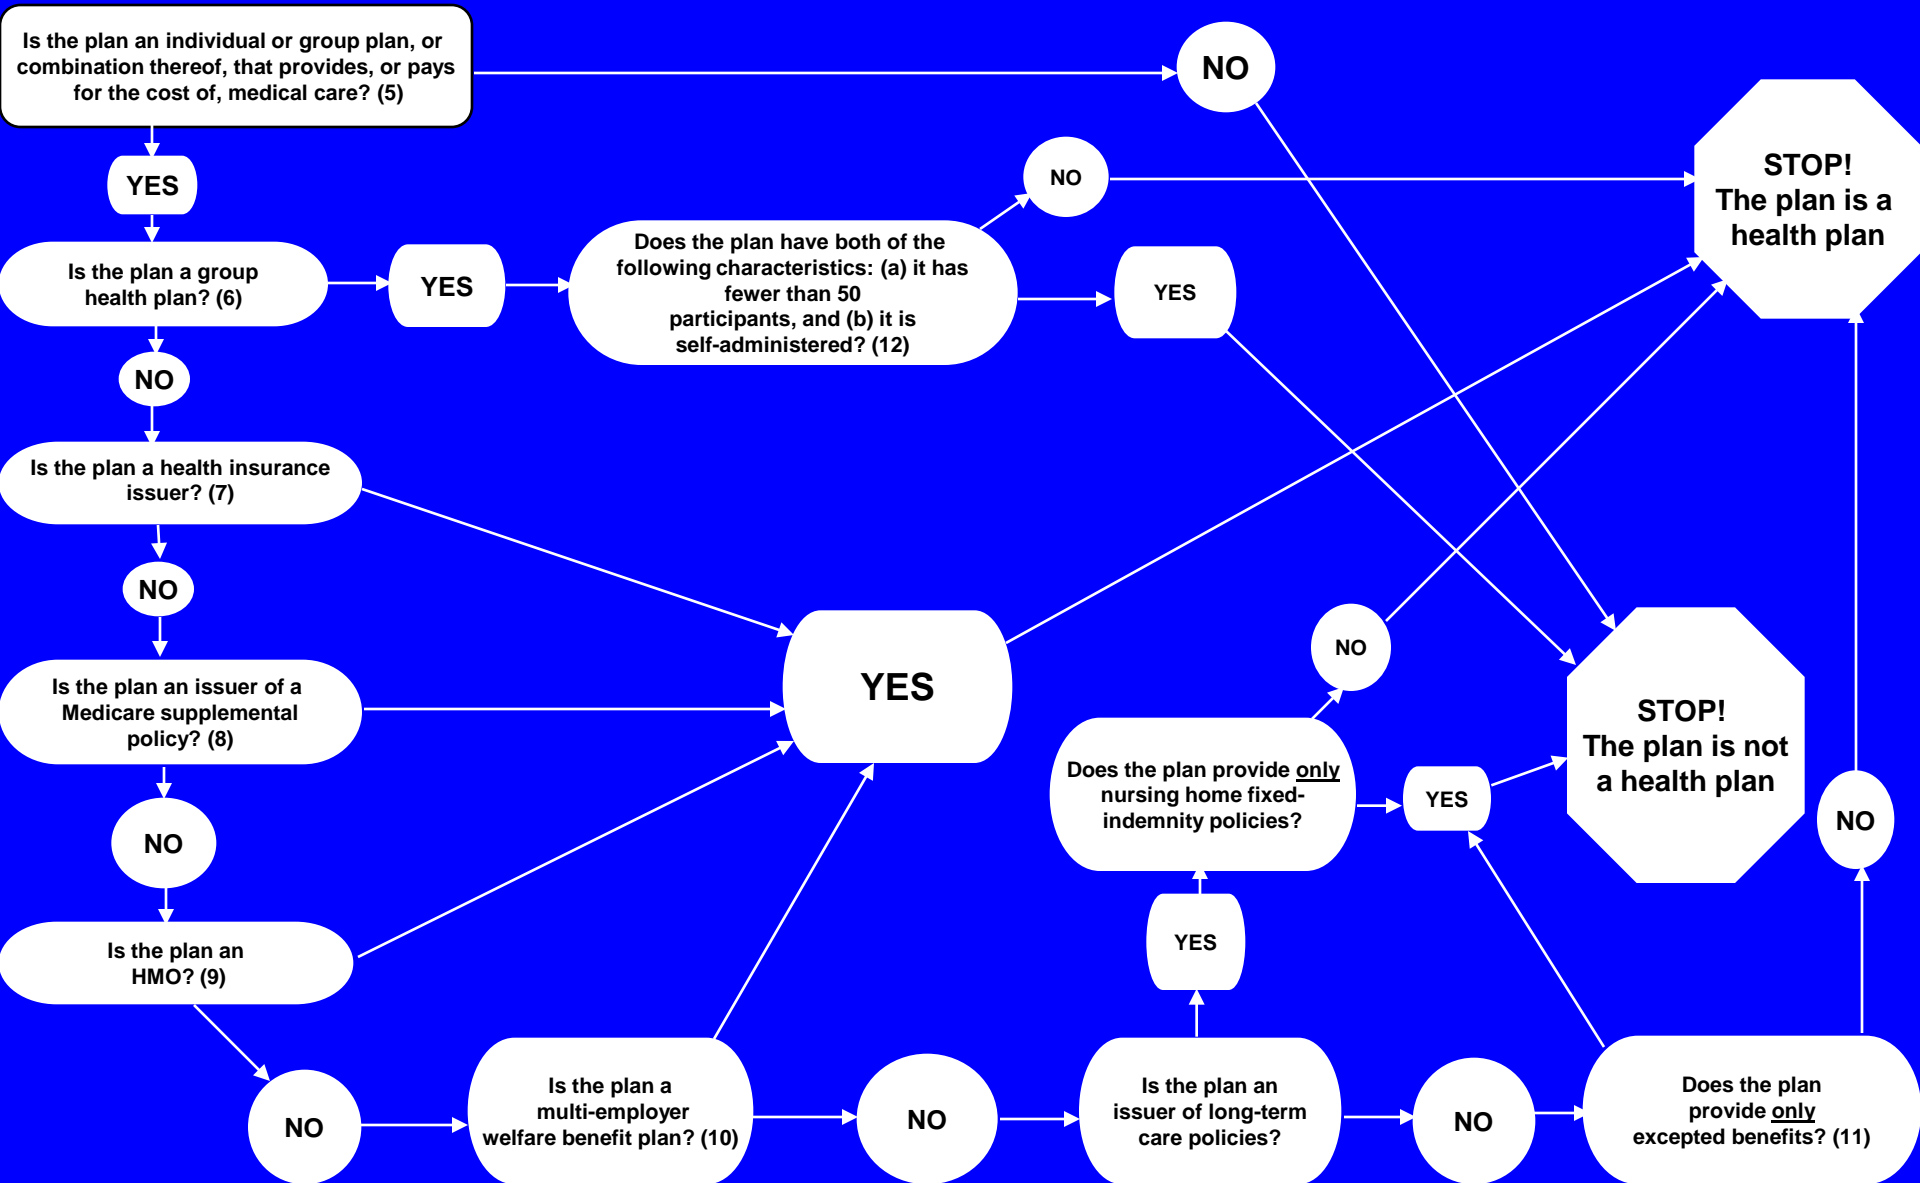 Is the plan an individual or group plan, or
combination thereof, that provides, or pays
for the cost of, medical care? (5)
NO
STOP!
The plan is a
health plan
YES
NO
Is the plan a group
health plan? (6)
YES
Does the plan have both of the
following characteristics: (a) it has
fewer than 50
participants, and (b) it is
self-administered? (12)
YES
NO
Is the plan a health insurance
issuer? (7)
NO
Is the plan an issuer of a
Medicare supplemental
policy? (8)
YES
NO
STOP!
The plan is not
a health plan
Does the plan provide only
nursing home fixed-
indemnity policies?
YES
NO
NO
YES
Is the plan an
HMO? (9)
NO
Is the plan a
multi-employer
welfare benefit plan? (10)
NO
Is the plan an
issuer of long-term
care policies?
NO
Does the plan
provide only
excepted benefits? (11)